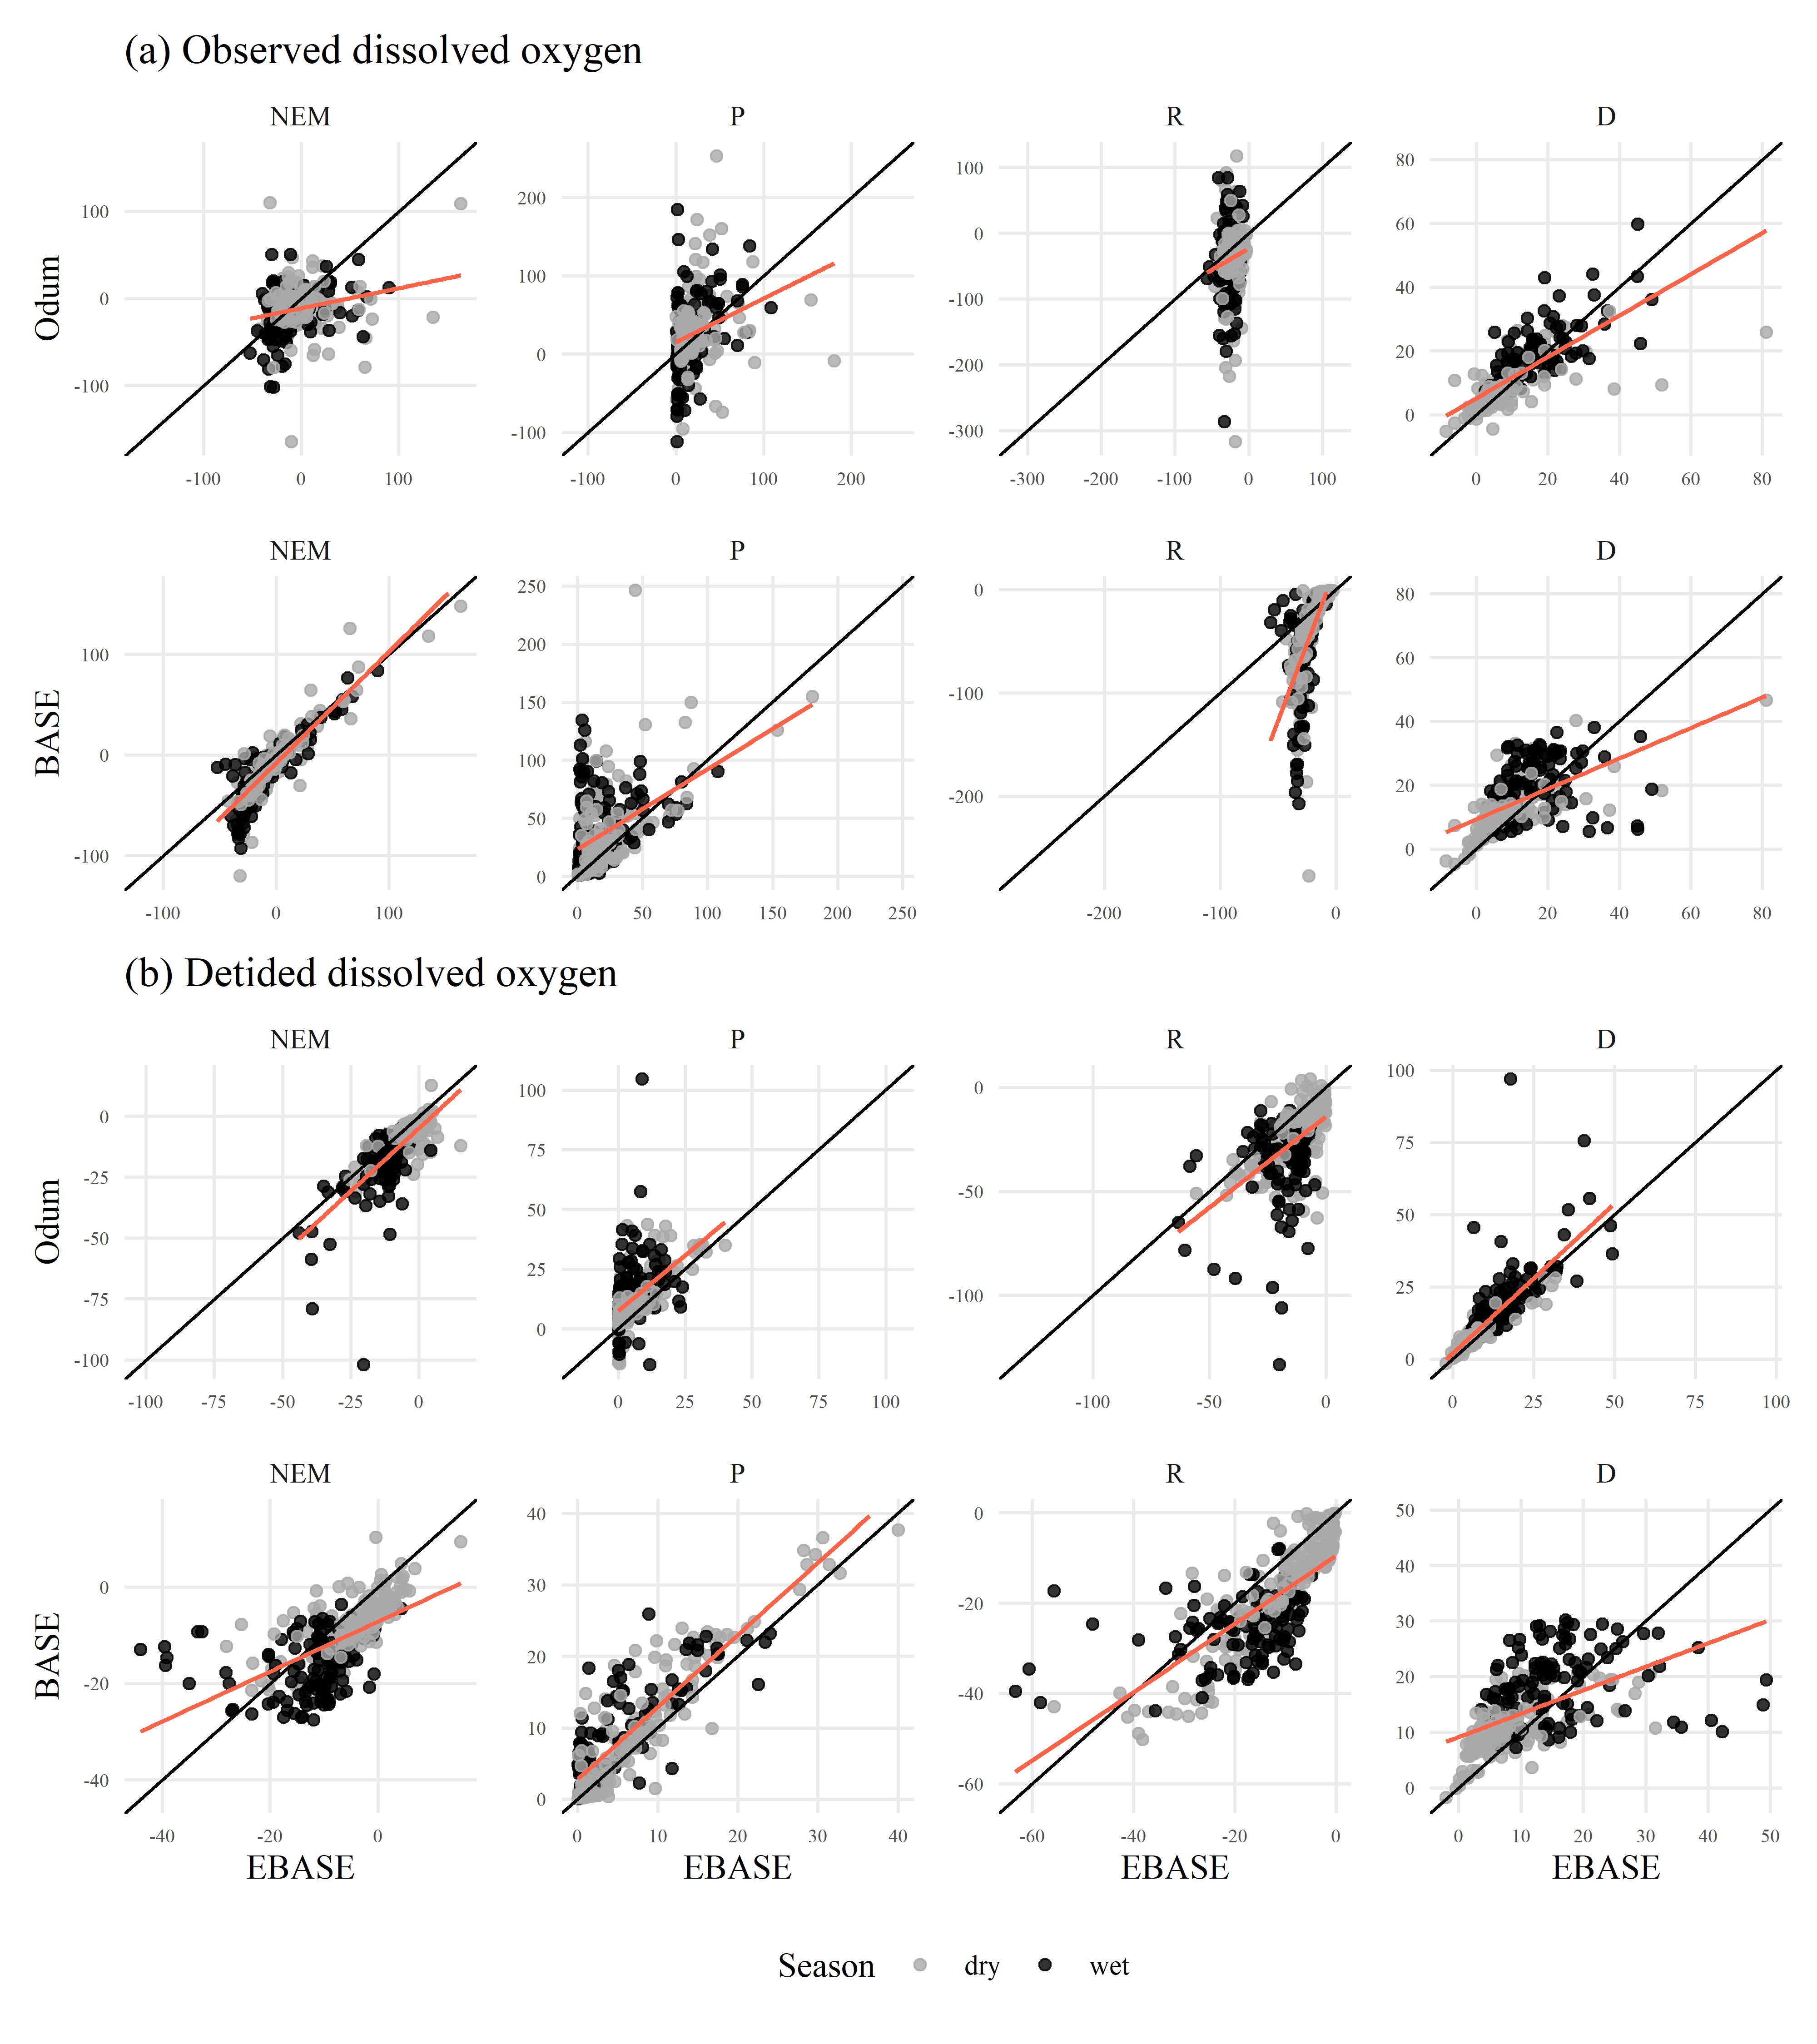 (a) Observed dissolved oxygen
NEM P R D
Odum
100
0
-100
-100 0 100
200
100
0
-100
-100 0 100 200
100
0
-100
-200
-300
-300 -200 -100 0 100
80
60
40
20
0
0 20 40 60 80
NEM P R D
BASE
100
0
-100
-100 0 100
250
200
150
100
50
0
0 50 100 150 200 250
0
-100
-200
-200 -100 0
80
60
40
20
0
0 20 40 60 80
(b) Detided dissolved oxygen
NEM P R D
Odum
0
-25
-50
-75
-100
-100 -75 -50 -25 0
100
75
50
25
0
0 25 50 75 100
0
-50
-100
-100 -50 0
100
75
50
25
0
0 25 50 75 100
NEM P R D
BASE
0
-20
-40
-40 -20 0
40
30
20
10
0
0 10 20 30 40
0
-20
-40
-60
-60 -40 -20 0
50
40
30
20
10
0
0 10 20 30 40 50
EBASE EBASE EBASE EBASE
Season dry wet